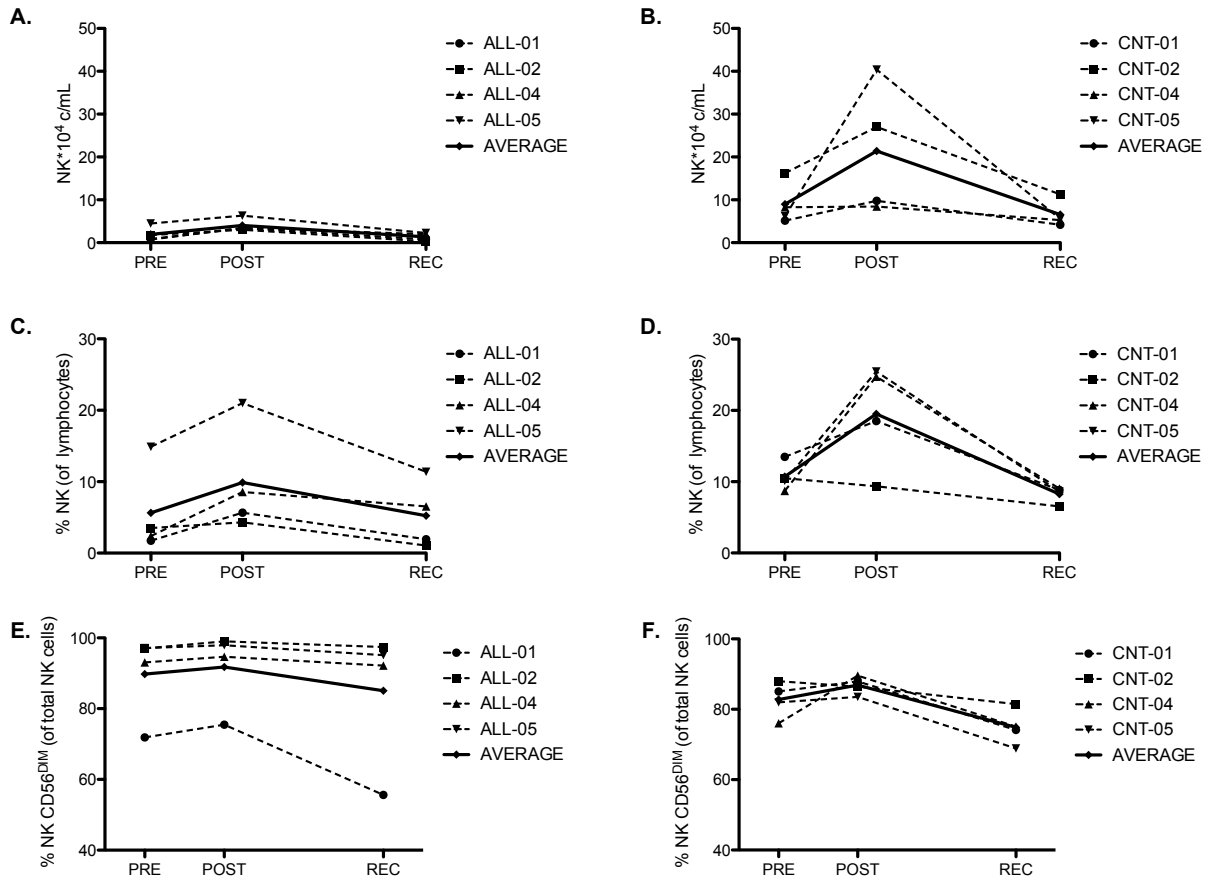 A.
NK*10⁴ c/mL
50
40
30
20
10
0
PRE POST REC
ALL-01
ALL-02
ALL-04
ALL-05
AVERAGE
B.
NK*10⁴ c/mL
50
40
30
20
10
0
PRE POST REC
CNT-01
CNT-02
CNT-04
CNT-05
AVERAGE
C.
% NK (of lymphocytes)
30
20
10
0
PRE POST REC
ALL-01
ALL-02
ALL-04
ALL-05
AVERAGE
D.
% NK (of lymphocytes)
30
20
10
0
PRE POST REC
CNT-01
CNT-02
CNT-04
CNT-05
AVERAGE
E.
% NK CD56ᴰᴵᴹ (of total NK cells)
100
80
60
40
PRE POST REC
ALL-01
ALL-02
ALL-04
ALL-05
AVERAGE
F.
% NK CD56ᴰᴵᴹ (of total NK cells)
100
80
60
40
PRE POST REC
CNT-01
CNT-02
CNT-04
CNT-05
AVERAGE